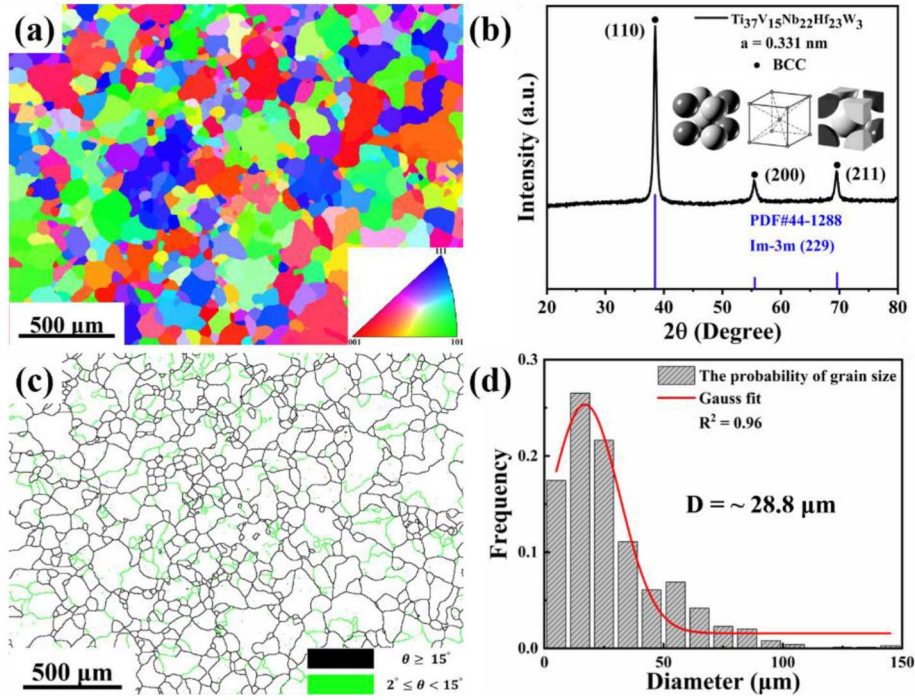 (a)
111
001
101
500 μm
(b)
(110)
Ti₃₇V₁₅Nb₂₂Hf₂₃W₃
a = 0.331 nm
BCC
(200)
(211)
PDF#44-1288
Im-3m (229)
Intensity (a.u.)
20 30 40 50 60 70 80
2θ (Degree)
(c)
500 μm
θ ≥ 15°
2° ≤ θ < 15°
(d)
The probability of grain size
Gauss fit
R² = 0.96
D = ~ 28.8 μm
Frequency
0.3
0.2
0.1
0.0
0 50 100 150
Diameter (μm)